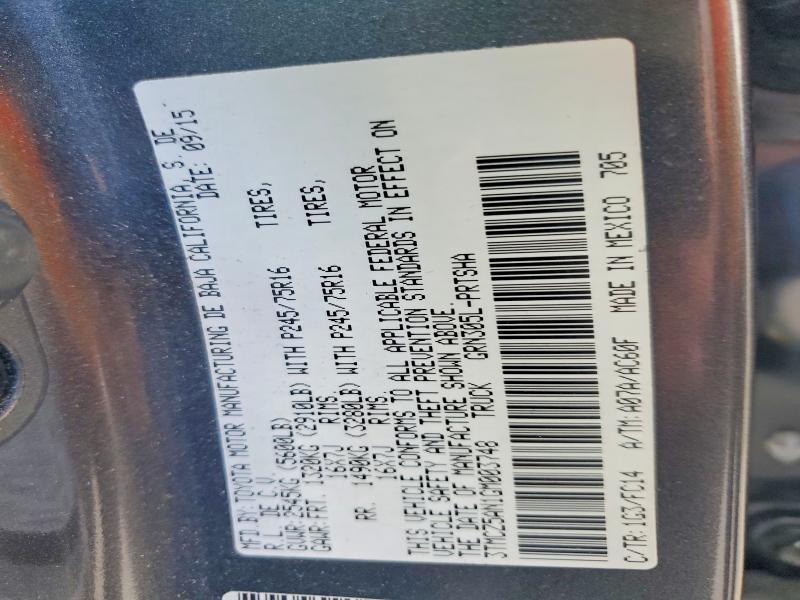 MFD.BY: TOYOTA MOTOR MANUFACTURING DE BAJA CALIFORNIA, S. DE
R.L. DE C.V. DATE: 09/15
GVWR: 2545KG (5600LB)
GAWR: FRT. 1320KG (2910LB) WITH P245/75R16 TIRES,
16X7J RIMS.
RR. 1490KG (3280LB) WITH P245/75R16 TIRES,
16X7J RIMS.
THIS VEHICLE CONFORMS TO ALL APPLICABLE FEDERAL MOTOR
VEHICLE SAFETY AND THEFT PREVENTION STANDARDS IN EFFECT ON
THE DATE OF MANUFACTURE SHOWN ABOVE.
3TMCZ5AN1GM003748 TRUCK GRN305L-PRTSHA
C/TR: 1G3/FC14 A/TM: A07A/AC60F MADE IN MEXICO 705